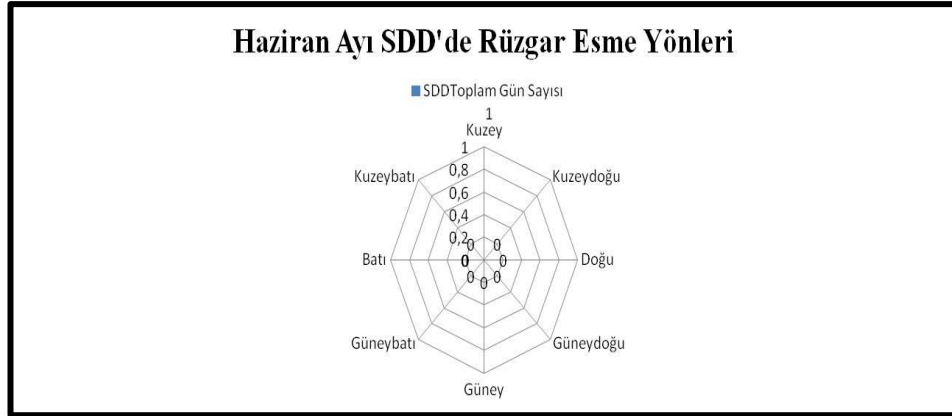 Haziran Ayı SDD'de Rüzgar Esme Yönleri
SDDToplam Gün Sayısı
1
Kuzey
1
Kuzeybatı 0,8 Kuzeydoğu
0,6
0,4
0,2
0 0
Batı 0 0 Doğu
0 0
0
Güneybatı Güneydoğu
Güney